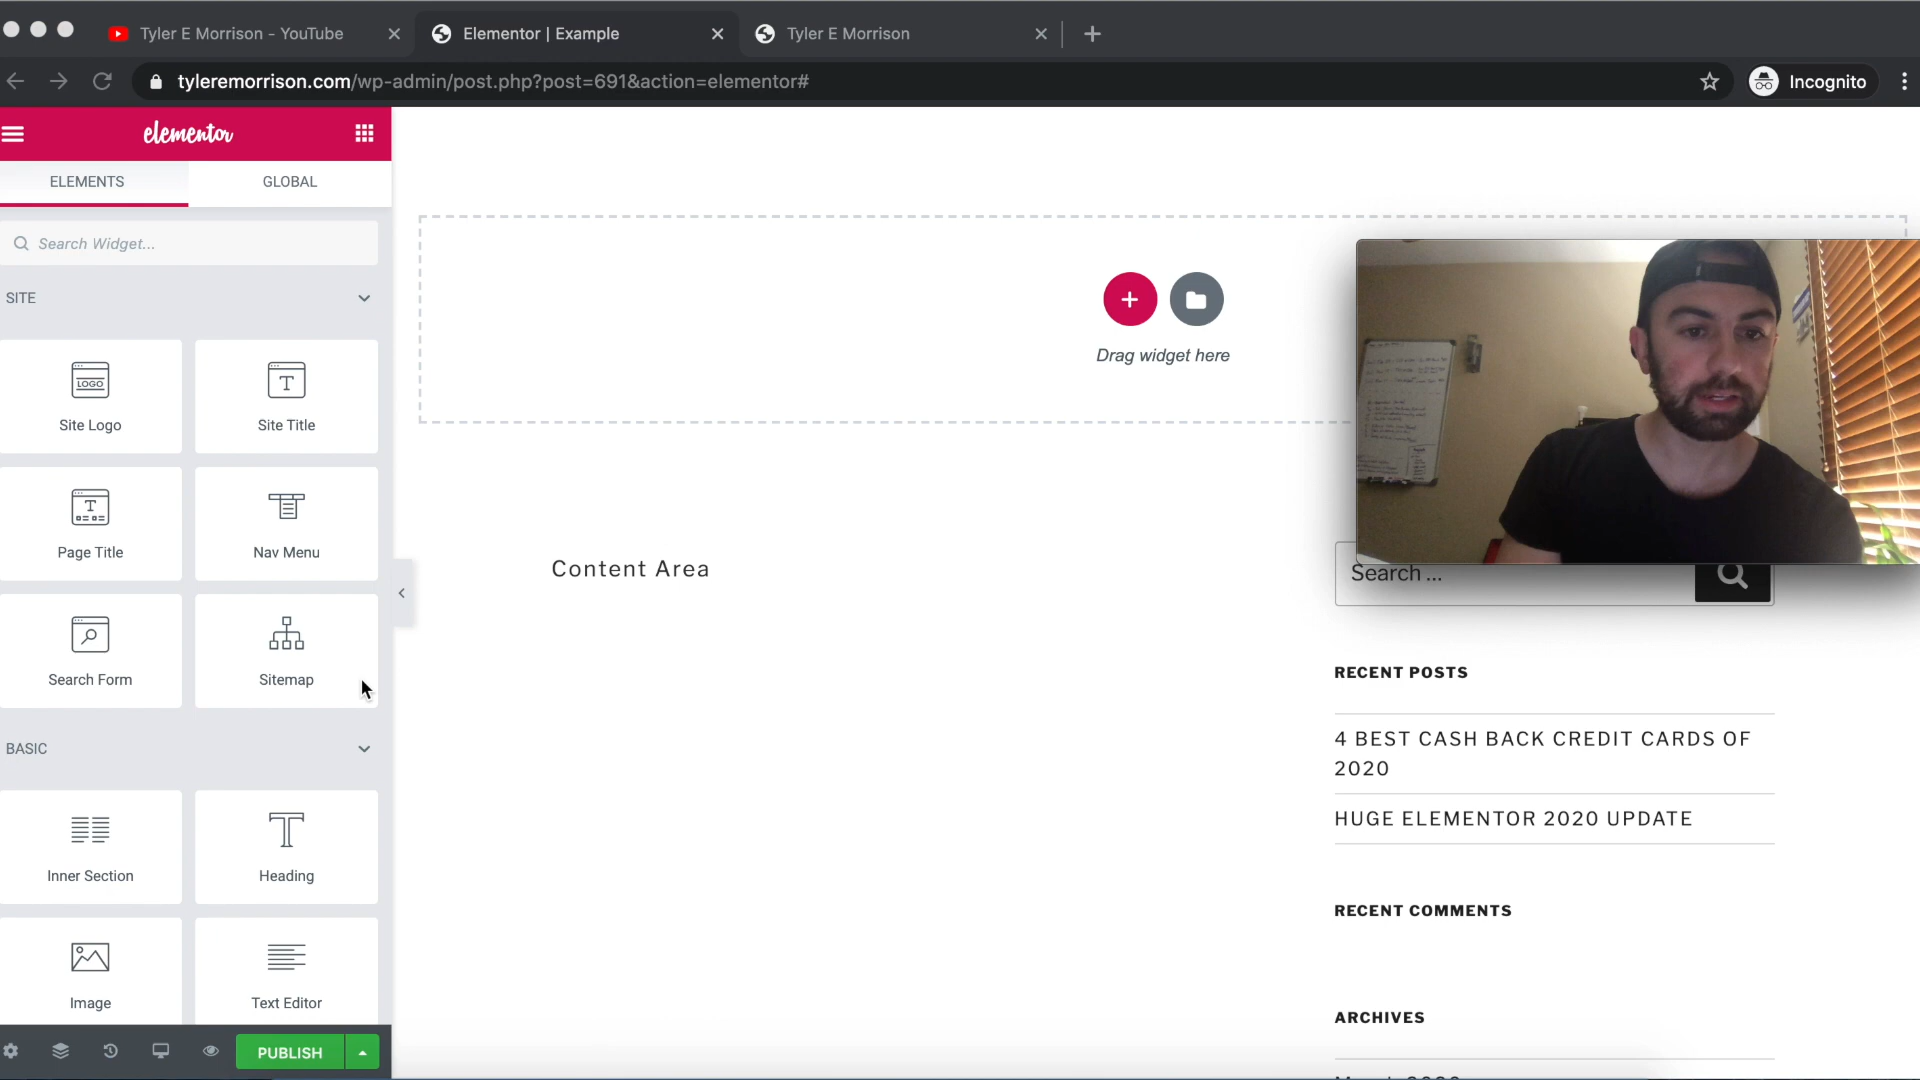 Tyler E Morrison - YouTube
Elementor | Example
Tyler E Morrison
tyleremorrison.com/wp-admin/post.php?post=691&action=elementor#
Incognito
elementor
ELEMENTS
GLOBAL
Search Widget...
SITE
LOGO
Site Logo
Site Title
Page Title
Nav Menu
Search Form
Sitemap
BASIC
Inner Section
Heading
Image
Text Editor
PUBLISH
Drag widget here
Content Area
Search ...
RECENT POSTS
4 BEST CASH BACK CREDIT CARDS OF
2020
HUGE ELEMENTOR 2020 UPDATE
RECENT COMMENTS
ARCHIVES